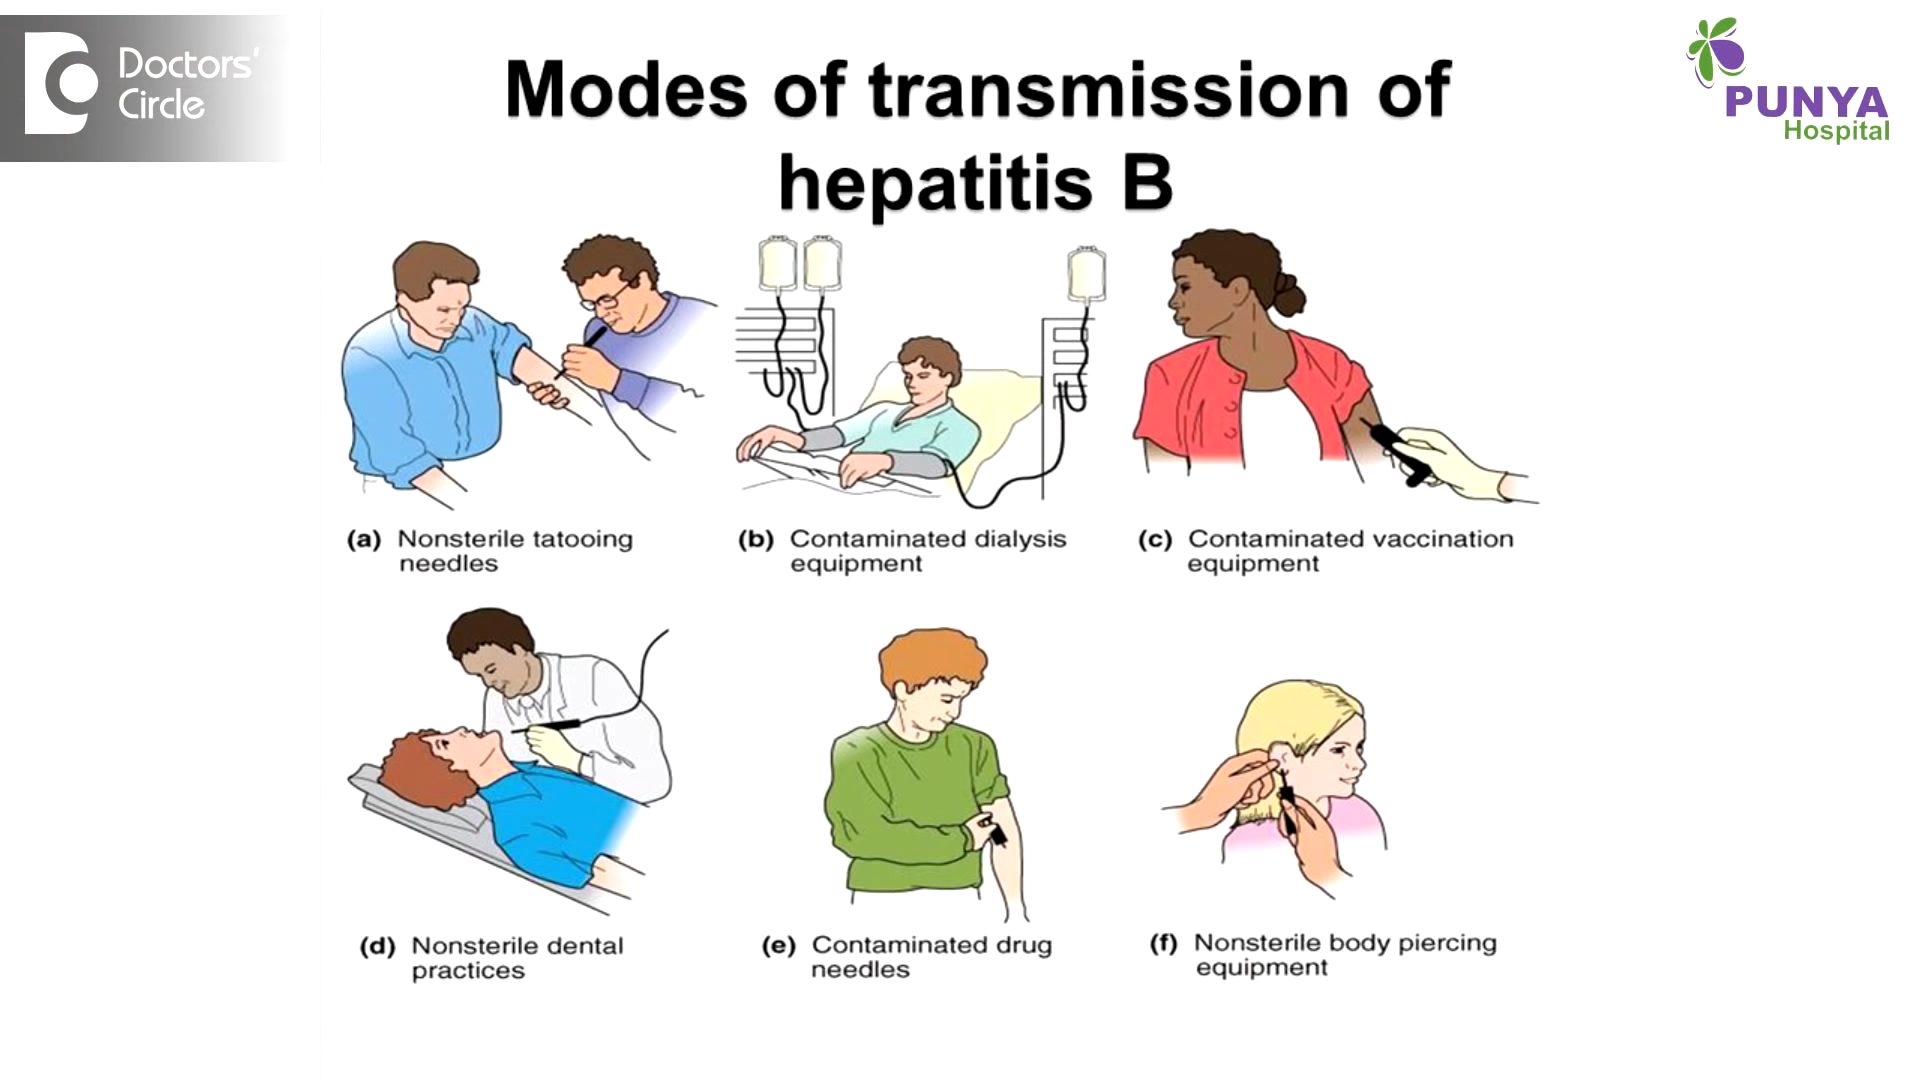 Doctors'
Circle
PUNYA
Hospital
Modes of transmission of
hepatitis B
(a) Nonsterile tatooing
needles
(b) Contaminated dialysis
equipment
(c) Contaminated vaccination
equipment
(d) Nonsterile dental
practices
(e) Contaminated drug
needles
(f) Nonsterile body piercing
equipment